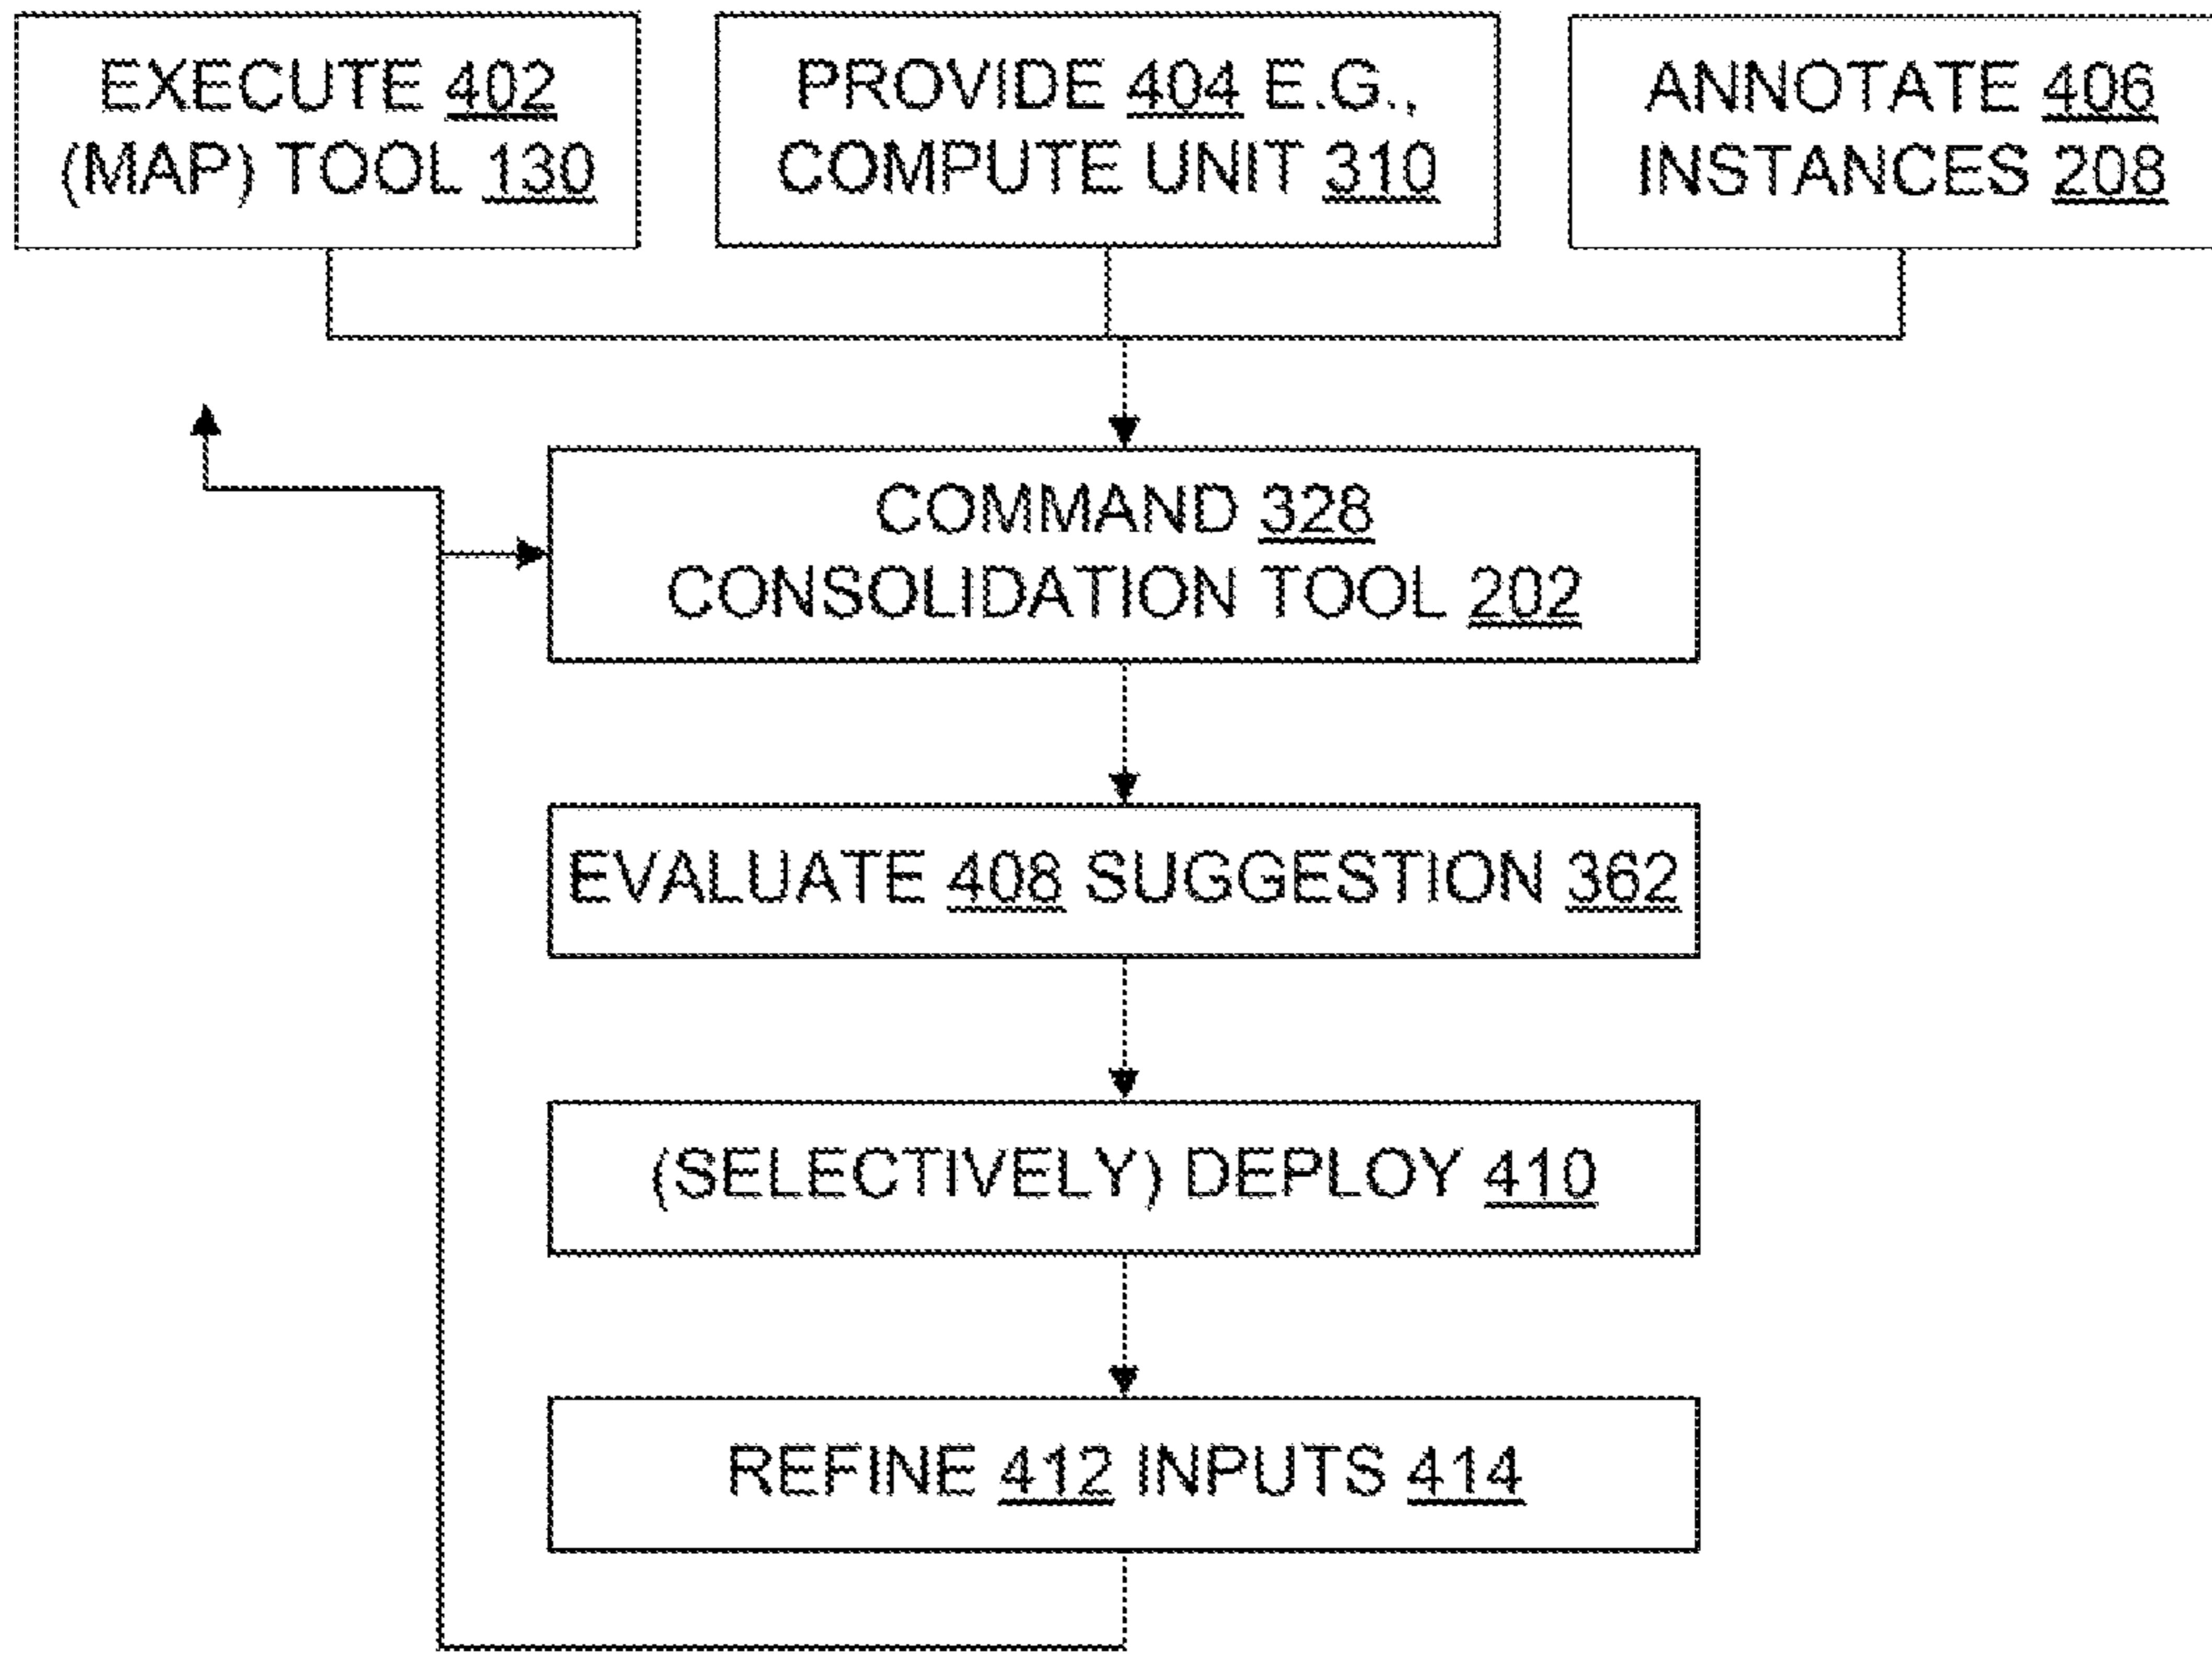 EXECUTE 402
(MAP) TOOL 130
PROVIDE 404 E.G.,
COMPUTE UNIT 310
ANNOTATE 406
INSTANCES 208
COMMAND 328
CONSOLIDATION TOOL 202
EVALUATE 408 SUGGESTION 362
(SELECTIVELY) DEPLOY 410
REFINE 412 INPUTS 414